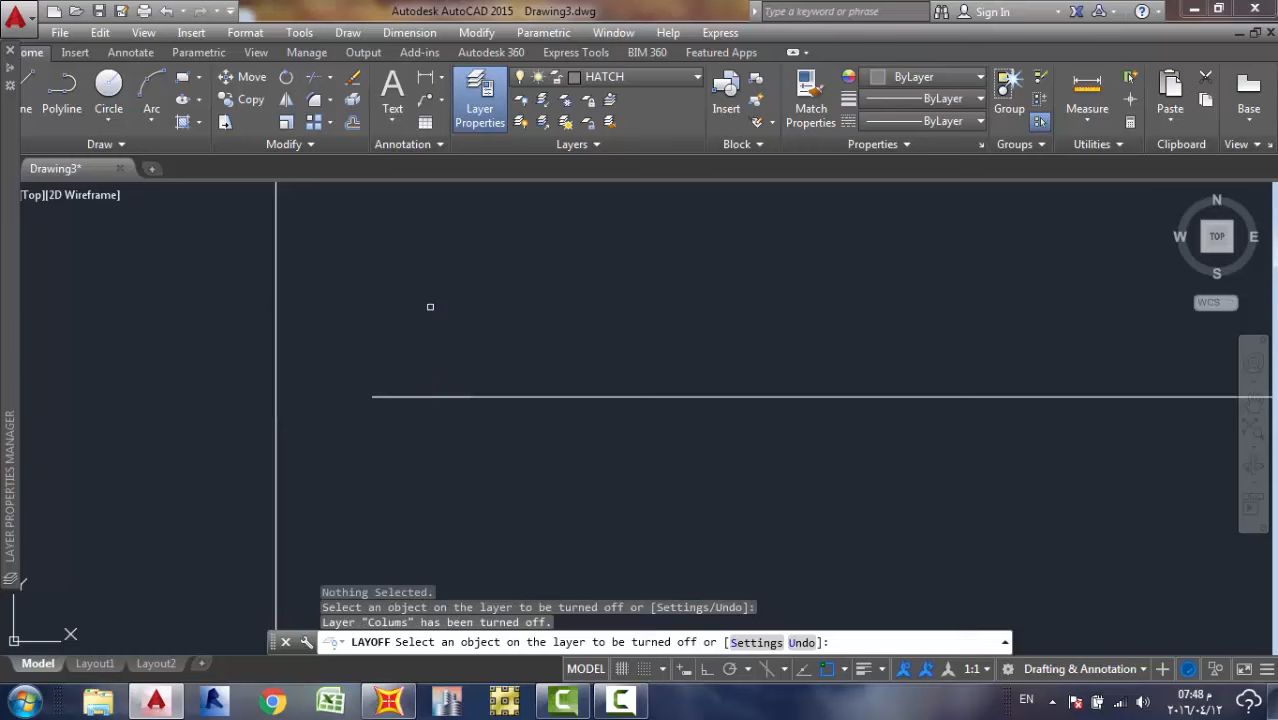 Autodesk AutoCAD 2015 Drawing3.dwg
Type a keyword or phrase
Sign In
File Edit View Insert Format Tools Draw Dimension Modify Parametric Window Help Express
ome Insert Annotate Parametric View Manage Output Add-ins Autodesk 360 Express Tools BIM 360 Featured Apps
ne Polyline Circle Arc
Move
Copy
Text
Layer Properties
HATCH
Insert
Match Properties
ByLayer
ByLayer
ByLayer
Group
Measure
Paste
Base
Draw Modify Annotation Layers Block Properties Groups Utilities Clipboard View
Drawing3*
Top][2D Wireframe]
N
W TOP E
S
WCS
LAYER PROPERTIES MANAGER
Nothing Selected.
Select an object on the layer to be turned off or [Settings/Undo]:
Layer "Colums" has been turned off.
LAYOFF Select an object on the layer to be turned off or [Settings Undo]:
Model Layout1 Layout2
MODEL 1:1 Drafting & Annotation
EN
07:48 م
٢٠١٦/٠٤/١٢